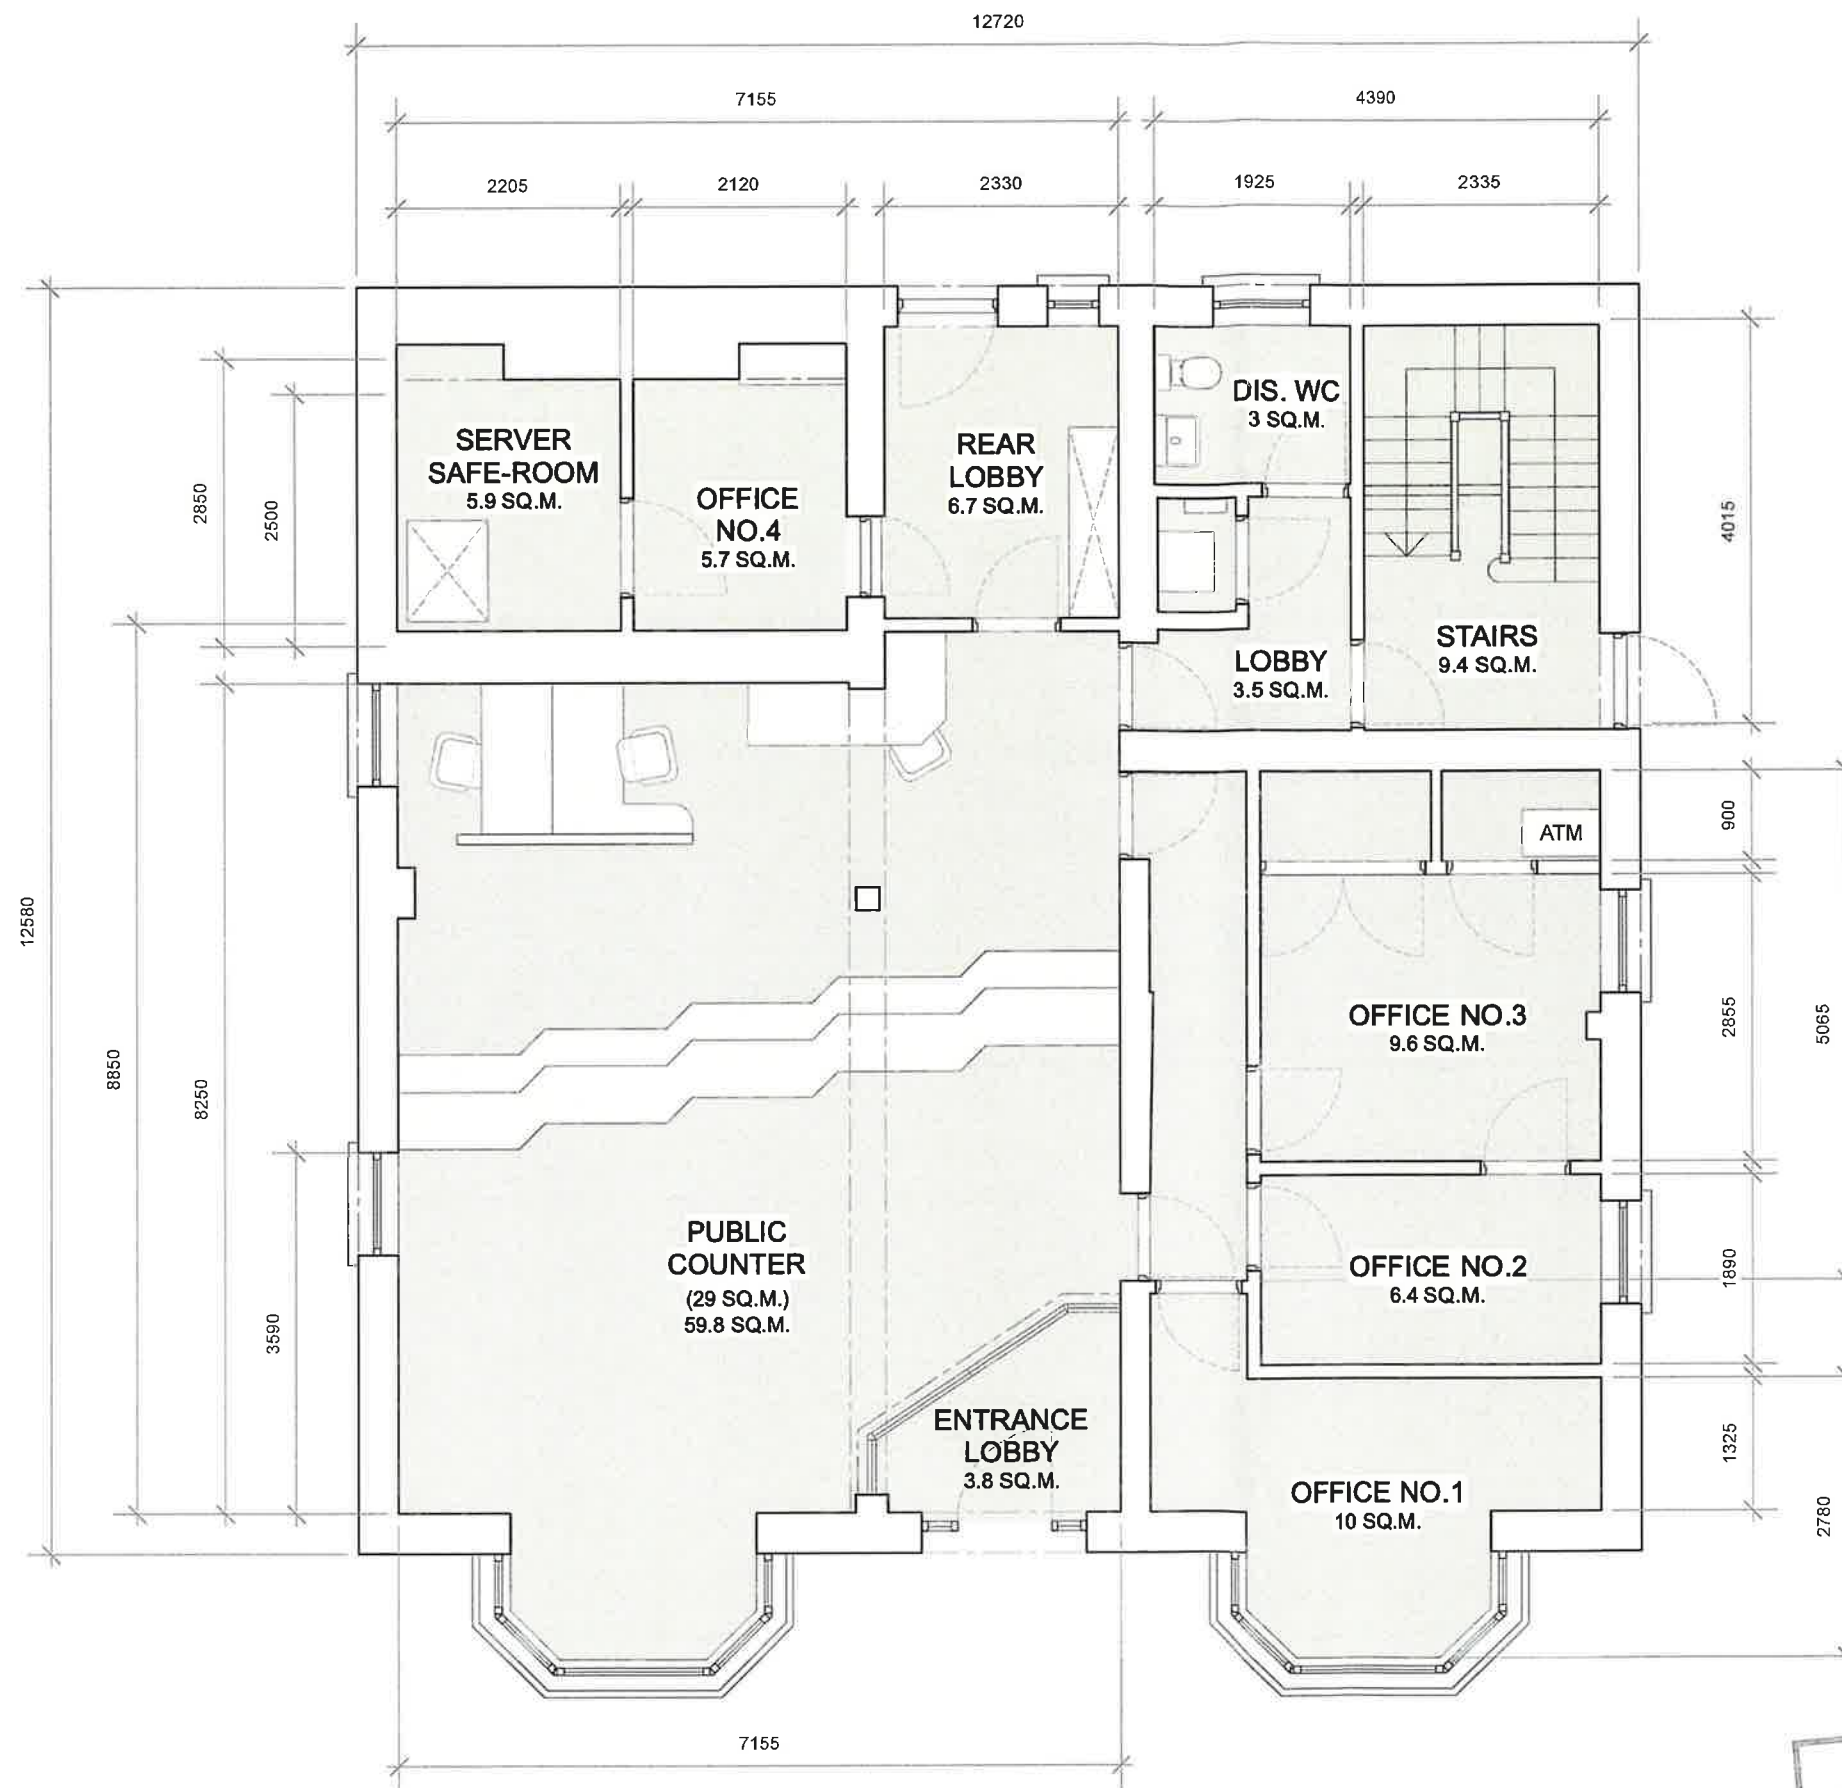 12720
7155
4390
2205
2120
2330
1925
2335
SERVER
SAFE-ROOM
5.9 SQ.M.
OFFICE
NO.4
5.7 SQ.M.
REAR
LOBBY
6.7 SQ.M.
DIS. WC
3 SQ.M.
LOBBY
3.5 SQ.M.
STAIRS
9.4 SQ.M.
2850
2500
4015
12580
8850
8250
3590
ATM
900
2855
5065
OFFICE NO.3
9.6 SQ.M.
PUBLIC
COUNTER
(29 SQ.M.)
59.8 SQ.M.
OFFICE NO.2
6.4 SQ.M.
1890
ENTRANCE
LOBBY
3.8 SQ.M.
OFFICE NO.1
10 SQ.M.
1325
2780
7155